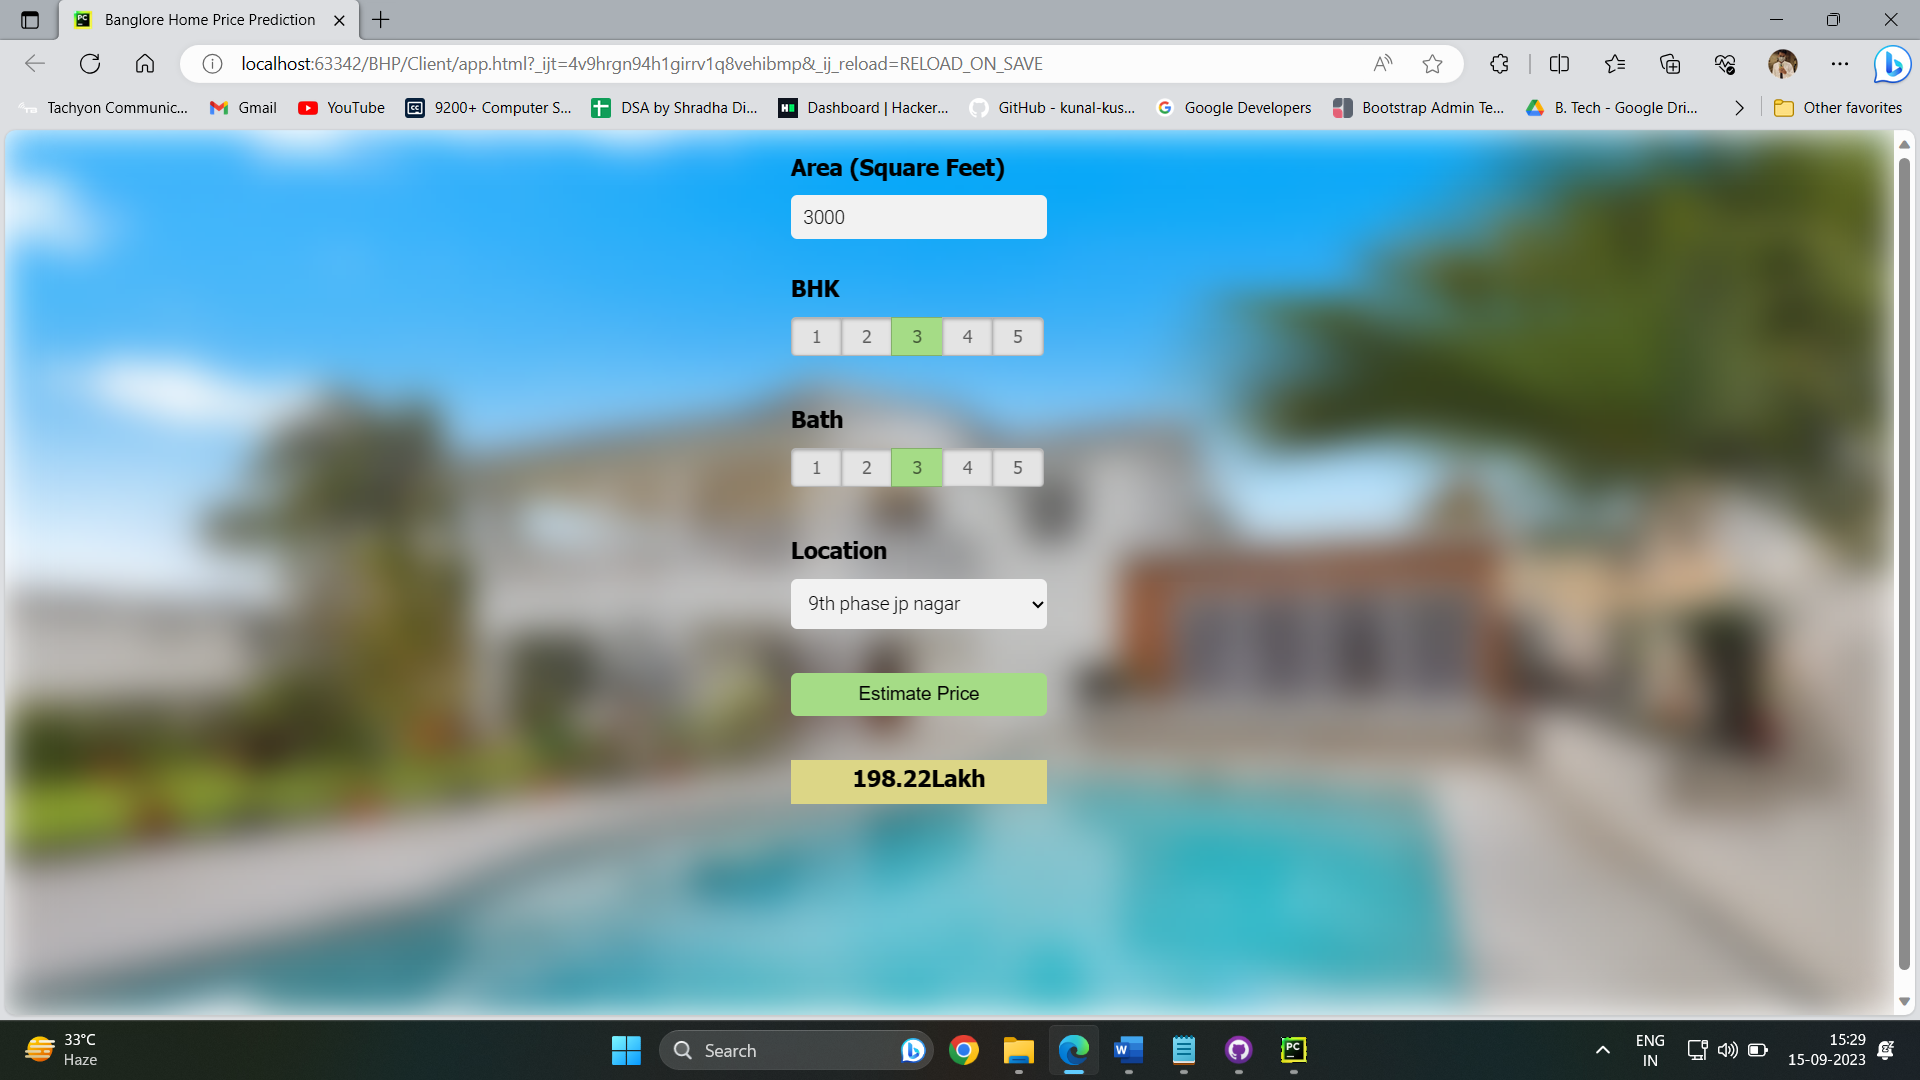 Banglore Home Price Prediction
localhost:63342/BHP/Client/app.html?_ijt=4v9hrgn94h1girrv1q8vehibmp&_ij_reload=RELOAD_ON_SAVE
Tachyon Communic... Gmail YouTube 9200+ Computer S... DSA by Shradha Di... Dashboard | Hacker... GitHub - kunal-kus... Google Developers Bootstrap Admin Te... B. Tech - Google Dri... Other favorites
Area (Square Feet)
3000
BHK
1 2 3 4 5
Bath
1 2 3 4 5
Location
9th phase jp nagar
Estimate Price
198.22Lakh
33°C
Haze
Search
ENG
IN
15:29
15-09-2023